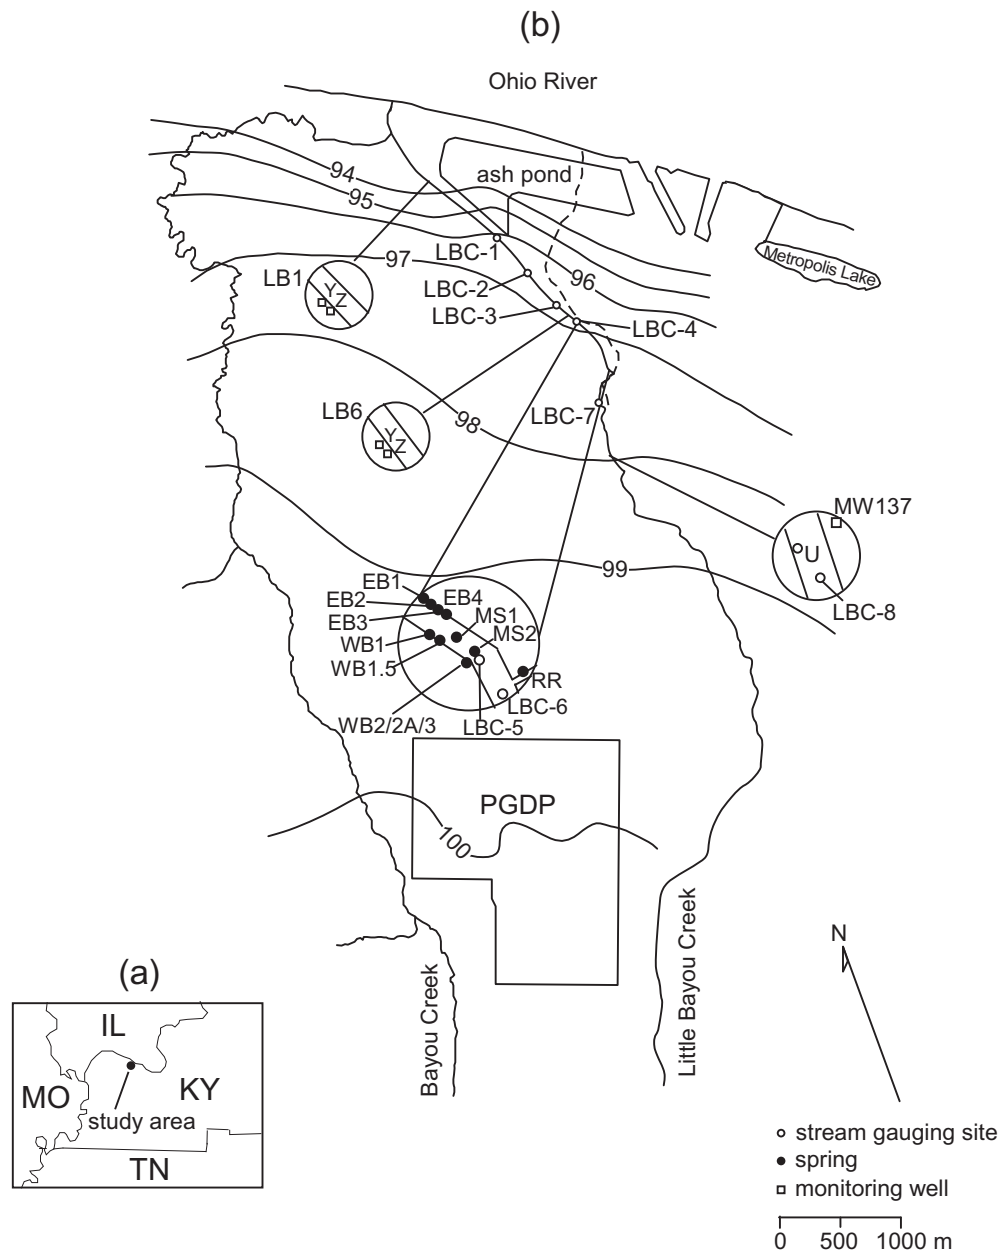 (b)
Ohio River
ash pond
94
95
96
97
98
99
100
Metropolis Lake
LBC-1
LBC-2
LBC-3
LBC-4
LBC-7
LB1
Y
Z
LB6
Y
Z
MW137
U
LBC-8
EB1
EB2
EB3
EB4
MS1
MS2
WB1
WB1.5
RR
LBC-6
WB2/2A/3
LBC-5
PGDP
Bayou Creek
Little Bayou Creek
N
(a)
IL
MO
KY
study area
TN
stream gauging site
spring
monitoring well
0 500 1000 m